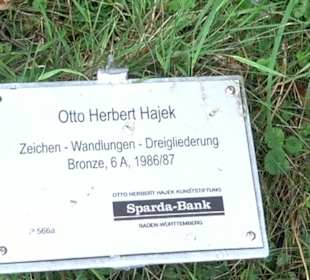 Otto Herbert Hajek
Zeichen - Wandlungen - Dreigliederung
Bronze, 6 A, 1986/87
OTTO HERBERT HAJEK KUNSTSTIFTUNG
Sparda-Bank
BADEN-WÜRTTEMBERG
P 566a